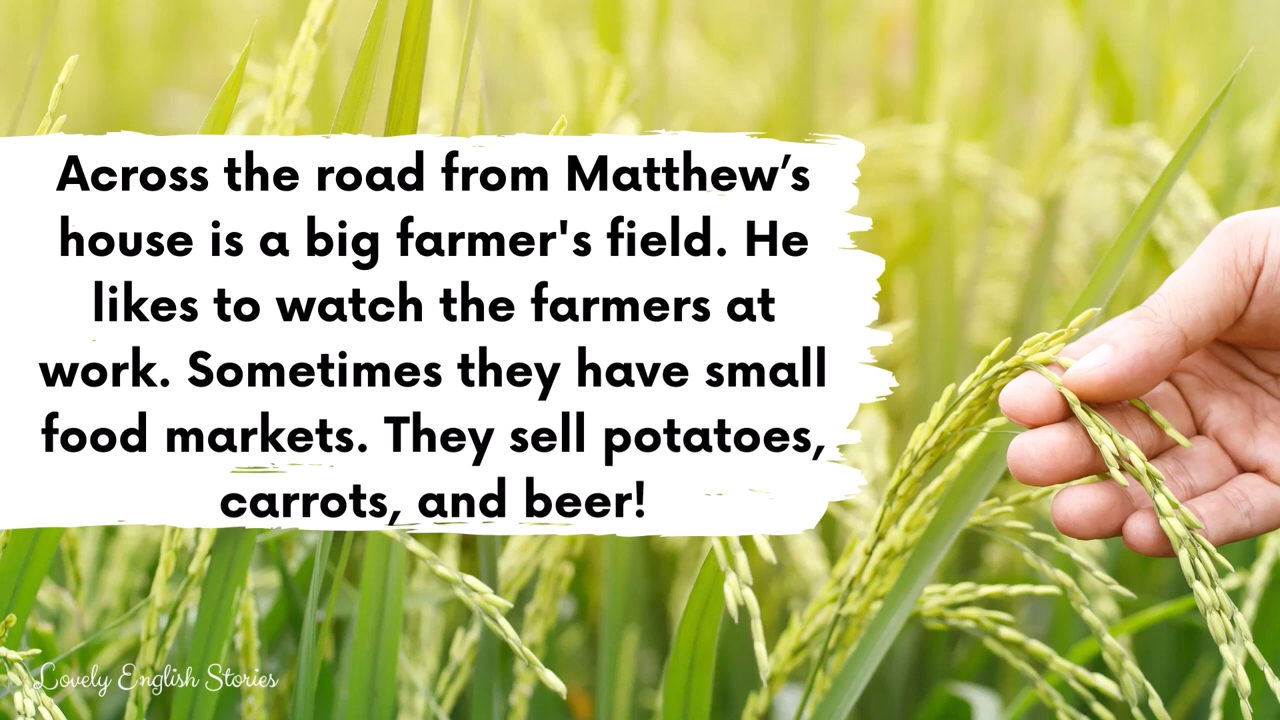 Across the road from Matthew’s
house is a big farmer's field. He
likes to watch the farmers at
work. Sometimes they have small
food markets. They sell potatoes,
carrots, and beer!
Lovely English Stories